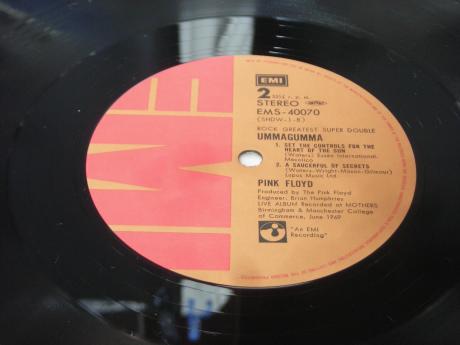 EMI
EMI
2 33⅓ r.p.m.
STEREO
EMS-40070
(SHDW-1-B)
ROCK GREATEST SUPER DOUBLE
UMMAGUMMA
1. SET THE CONTROLS FOR THE
HEART OF THE SUN
(Waters) Essex International.
2. A SAUCERFUL OF SECRETS
(Waters-Wright-Mason-Gilmour)
Lupus Music Ltd.
PINK FLOYD
Produced by The Pink Floyd
Engineer, Brian Humphries
LIVE ALBUM Recorded at MOTHERS
Birmingham & Manchester College
of Commerce, June 1969
"An EMI
Recording"